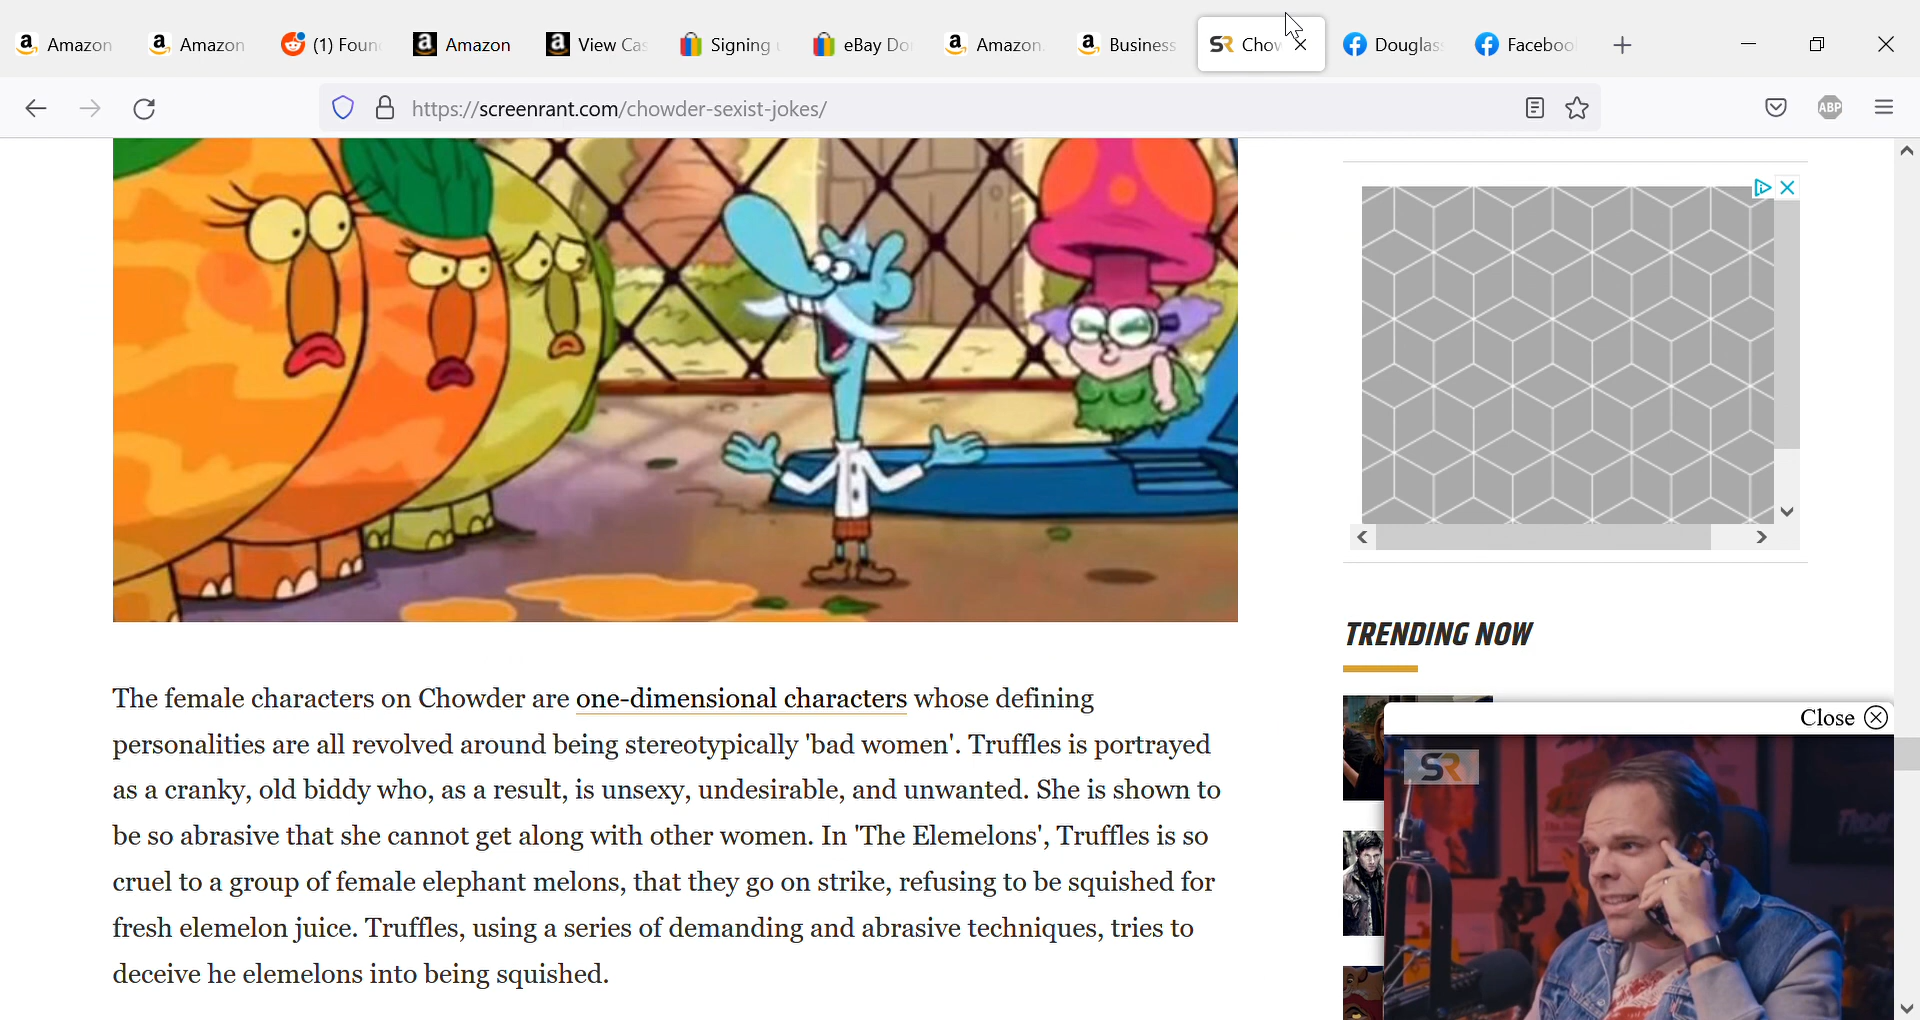 Amazon
Amazon
(1) Foun
Amazon
View Cas
Signing
eBay Do
Amazon
Business
SR Chow
Douglas
Faceboo
https://screenrant.com/chowder-sexist-jokes/
ABP
The female characters on Chowder are one-dimensional characters whose defining
personalities are all revolved around being stereotypically 'bad women'. Truffles is portrayed
as a cranky, old biddy who, as a result, is unsexy, undesirable, and unwanted. She is shown to
be so abrasive that she cannot get along with other women. In 'The Elemelons', Truffles is so
cruel to a group of female elephant melons, that they go on strike, refusing to be squished for
fresh elemelon juice. Truffles, using a series of demanding and abrasive techniques, tries to
deceive he elemelons into being squished.
TRENDING NOW
Close
SR